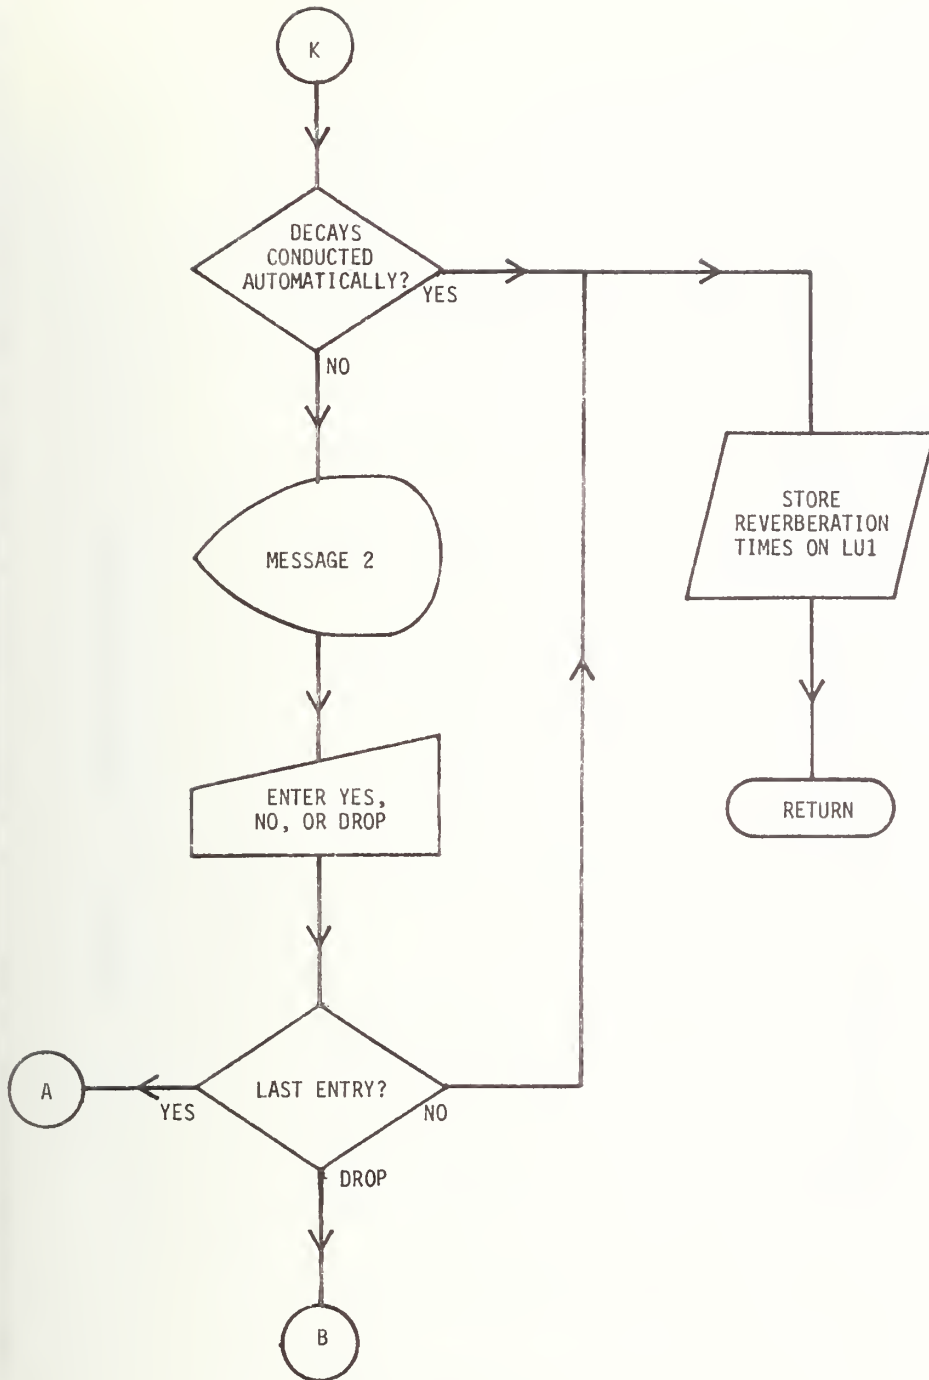 K
DECAYS
CONDUCTED
AUTOMATICALLY?
YES
NO
MESSAGE 2
STORE
REVERBERATION
TIMES ON LU1
ENTER YES,
NO, OR DROP
RETURN
LAST ENTRY?
A
YES
NO
DROP
B